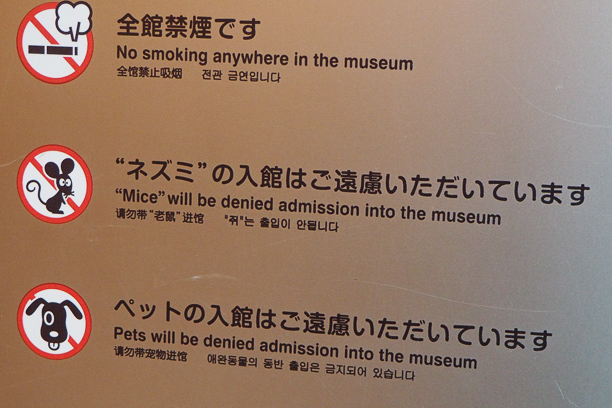 全館禁煙です
No smoking anywhere in the museum
全馆禁止吸烟 전관 금연입니다
“ネズミ”の入館はご遠慮いただいています
“Mice” will be denied admission into the museum
请勿带“老鼠”进馆 "쥐"는 출입이 안됩니다
ペットの入館はご遠慮いただいています
Pets will be denied admission into the museum
请勿带宠物进馆 애완동물의 동반 출입은 금지되어 있습니다